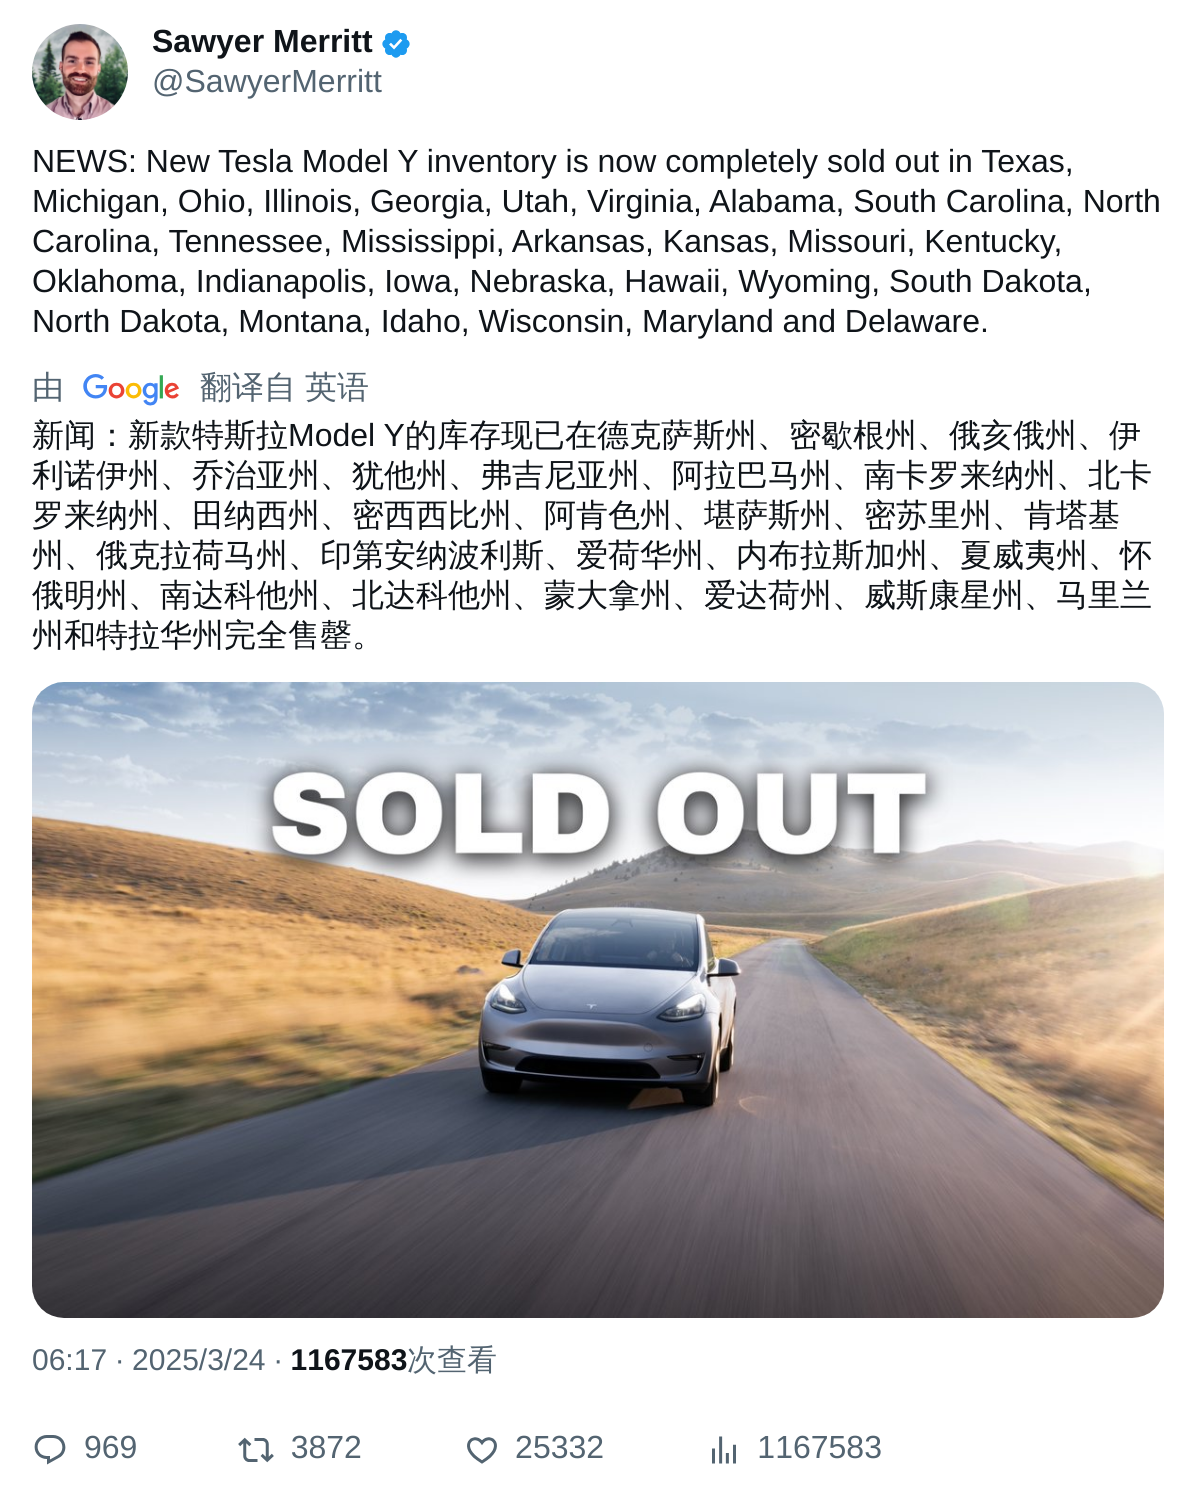 Sawyer Merritt
@SawyerMerritt
NEWS: New Tesla Model Y inventory is now completely sold out in Texas,
Michigan, Ohio, Illinois, Georgia, Utah, Virginia, Alabama, South Carolina, North
Carolina, Tennessee, Mississippi, Arkansas, Kansas, Missouri, Kentucky,
Oklahoma, Indianapolis, Iowa, Nebraska, Hawaii, Wyoming, South Dakota,
North Dakota, Montana, Idaho, Wisconsin, Maryland and Delaware.
由 Google 翻译自 英语
新闻：新款特斯拉Model Y的库存现已在德克萨斯州、密歇根州、俄亥俄州、伊
利诺伊州、乔治亚州、犹他州、弗吉尼亚州、阿拉巴马州、南卡罗来纳州、北卡
罗来纳州、田纳西州、密西西比州、阿肯色州、堪萨斯州、密苏里州、肯塔基
州、俄克拉荷马州、印第安纳波利斯、爱荷华州、内布拉斯加州、夏威夷州、怀
俄明州、南达科他州、北达科他州、蒙大拿州、爱达荷州、威斯康星州、马里兰
州和特拉华州完全售罄。
SOLD OUT
06:17 · 2025/3/24 · 1167583次查看
969 3872 25332 1167583